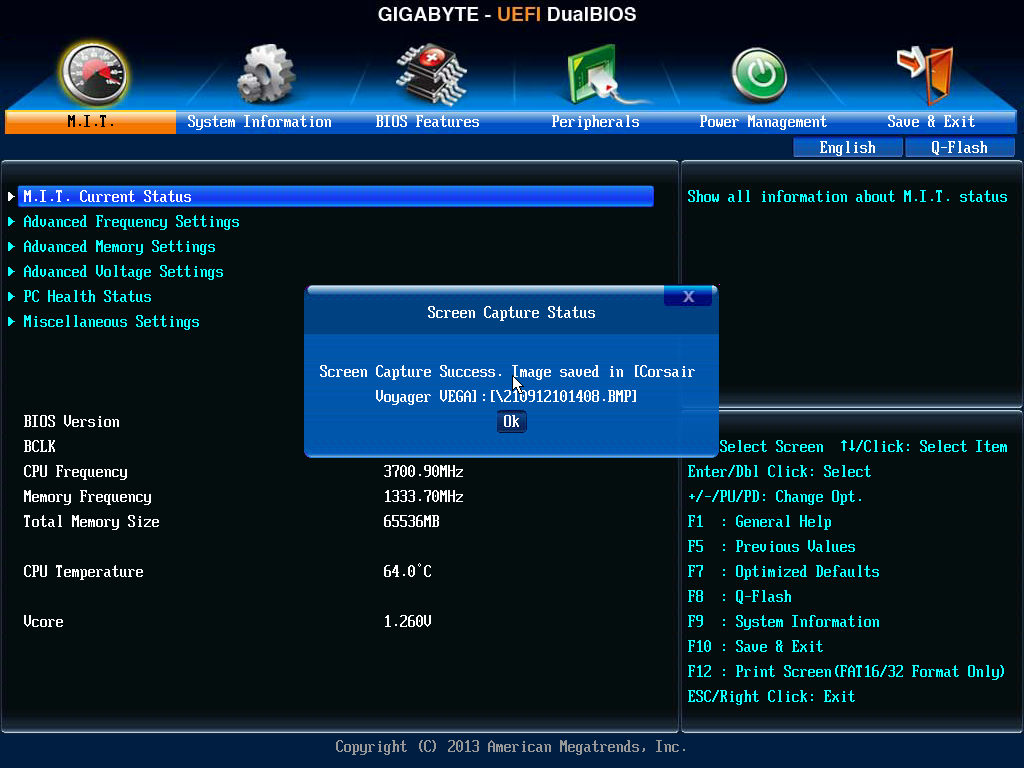 GIGABYTE - UEFI DualBIOS
M.I.T. System Information BIOS Features Peripherals Power Management Save & Exit
English Q-Flash
M.I.T. Current Status
Advanced Frequency Settings
Advanced Memory Settings
Advanced Voltage Settings
PC Health Status
Miscellaneous Settings
Show all information about M.I.T. status
X
Screen Capture Status
Screen Capture Success. Image saved in [Corsair
Voyager VEGA]:[\210912101408.BMP]
Ok
BIOS Version
BCLK
CPU Frequency 3700.90MHz
Memory Frequency 1333.70MHz
Total Memory Size 65536MB
CPU Temperature 64.0°C
Vcore 1.260V
Select Screen ↑↓/Click: Select Item
Enter/Dbl Click: Select
+/-/PU/PD: Change Opt.
F1 : General Help
F5 : Previous Values
F7 : Optimized Defaults
F8 : Q-Flash
F9 : System Information
F10 : Save & Exit
F12 : Print Screen(FAT16/32 Format Only)
ESC/Right Click: Exit
Copyright (C) 2013 American Megatrends, Inc.